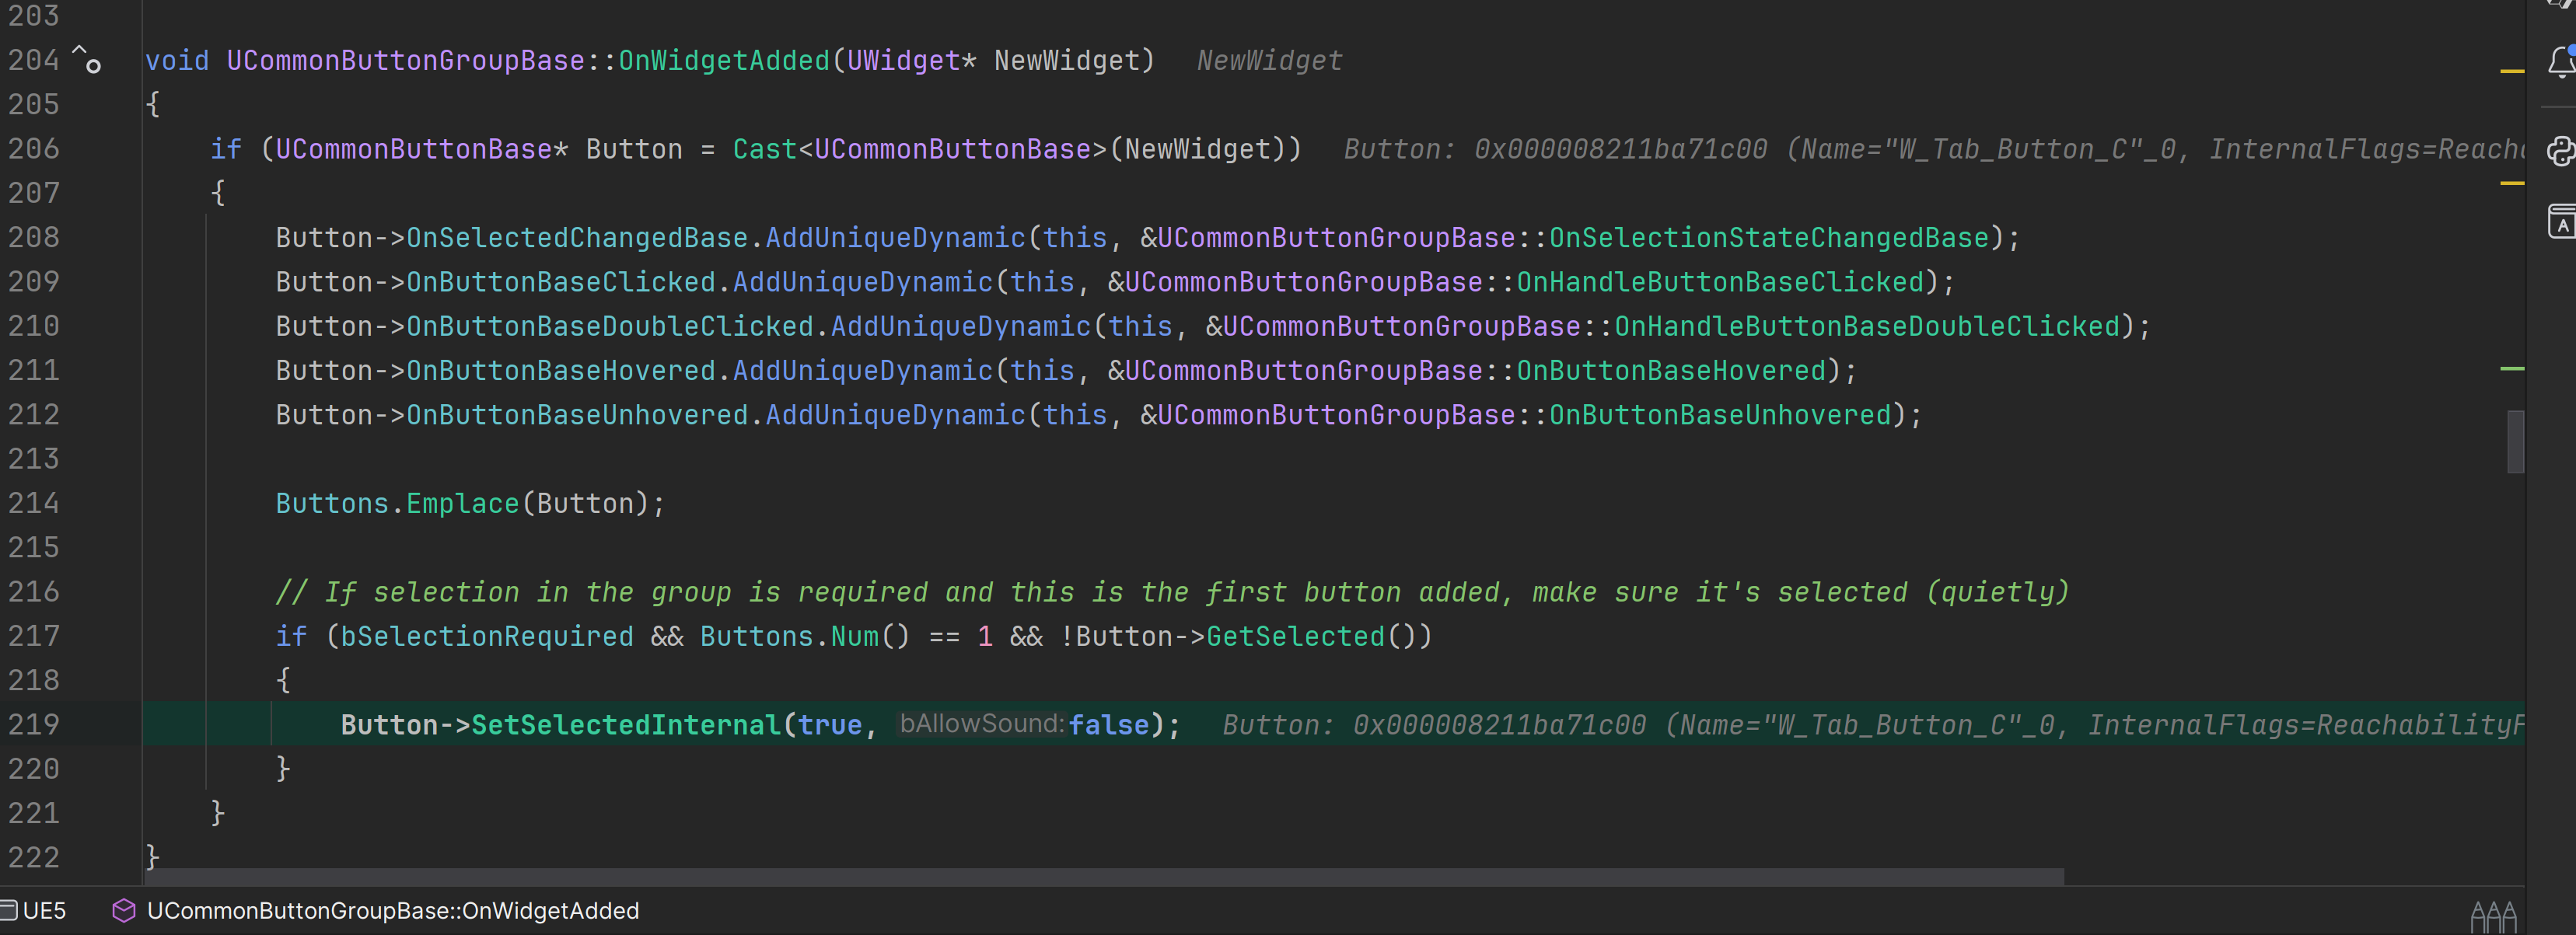 203
204 void UCommonButtonGroupBase::OnWidgetAdded(UWidget* NewWidget) NewWidget
205 {
206 if (UCommonButtonBase* Button = Cast<UCommonButtonBase>(NewWidget)) Button: 0x000008211ba71c00 (Name="W_Tab_Button_C"_0, InternalFlags=Reach
207 {
208 Button->OnSelectedChangedBase.AddUniqueDynamic(this, &UCommonButtonGroupBase::OnSelectionStateChangedBase);
209 Button->OnButtonBaseClicked.AddUniqueDynamic(this, &UCommonButtonGroupBase::OnHandleButtonBaseClicked);
210 Button->OnButtonBaseDoubleClicked.AddUniqueDynamic(this, &UCommonButtonGroupBase::OnHandleButtonBaseDoubleClicked);
211 Button->OnButtonBaseHovered.AddUniqueDynamic(this, &UCommonButtonGroupBase::OnButtonBaseHovered);
212 Button->OnButtonBaseUnhovered.AddUniqueDynamic(this, &UCommonButtonGroupBase::OnButtonBaseUnhovered);
213
214 Buttons.Emplace(Button);
215
216 // If selection in the group is required and this is the first button added, make sure it's selected (quietly)
217 if (bSelectionRequired && Buttons.Num() == 1 && !Button->GetSelected())
218 {
219 Button->SetSelectedInternal(true, bAllowSound: false); Button: 0x000008211ba71c00 (Name="W_Tab_Button_C"_0, InternalFlags=ReachabilityF
220 }
221 }
222 }
UE5 UCommonButtonGroupBase::OnWidgetAdded